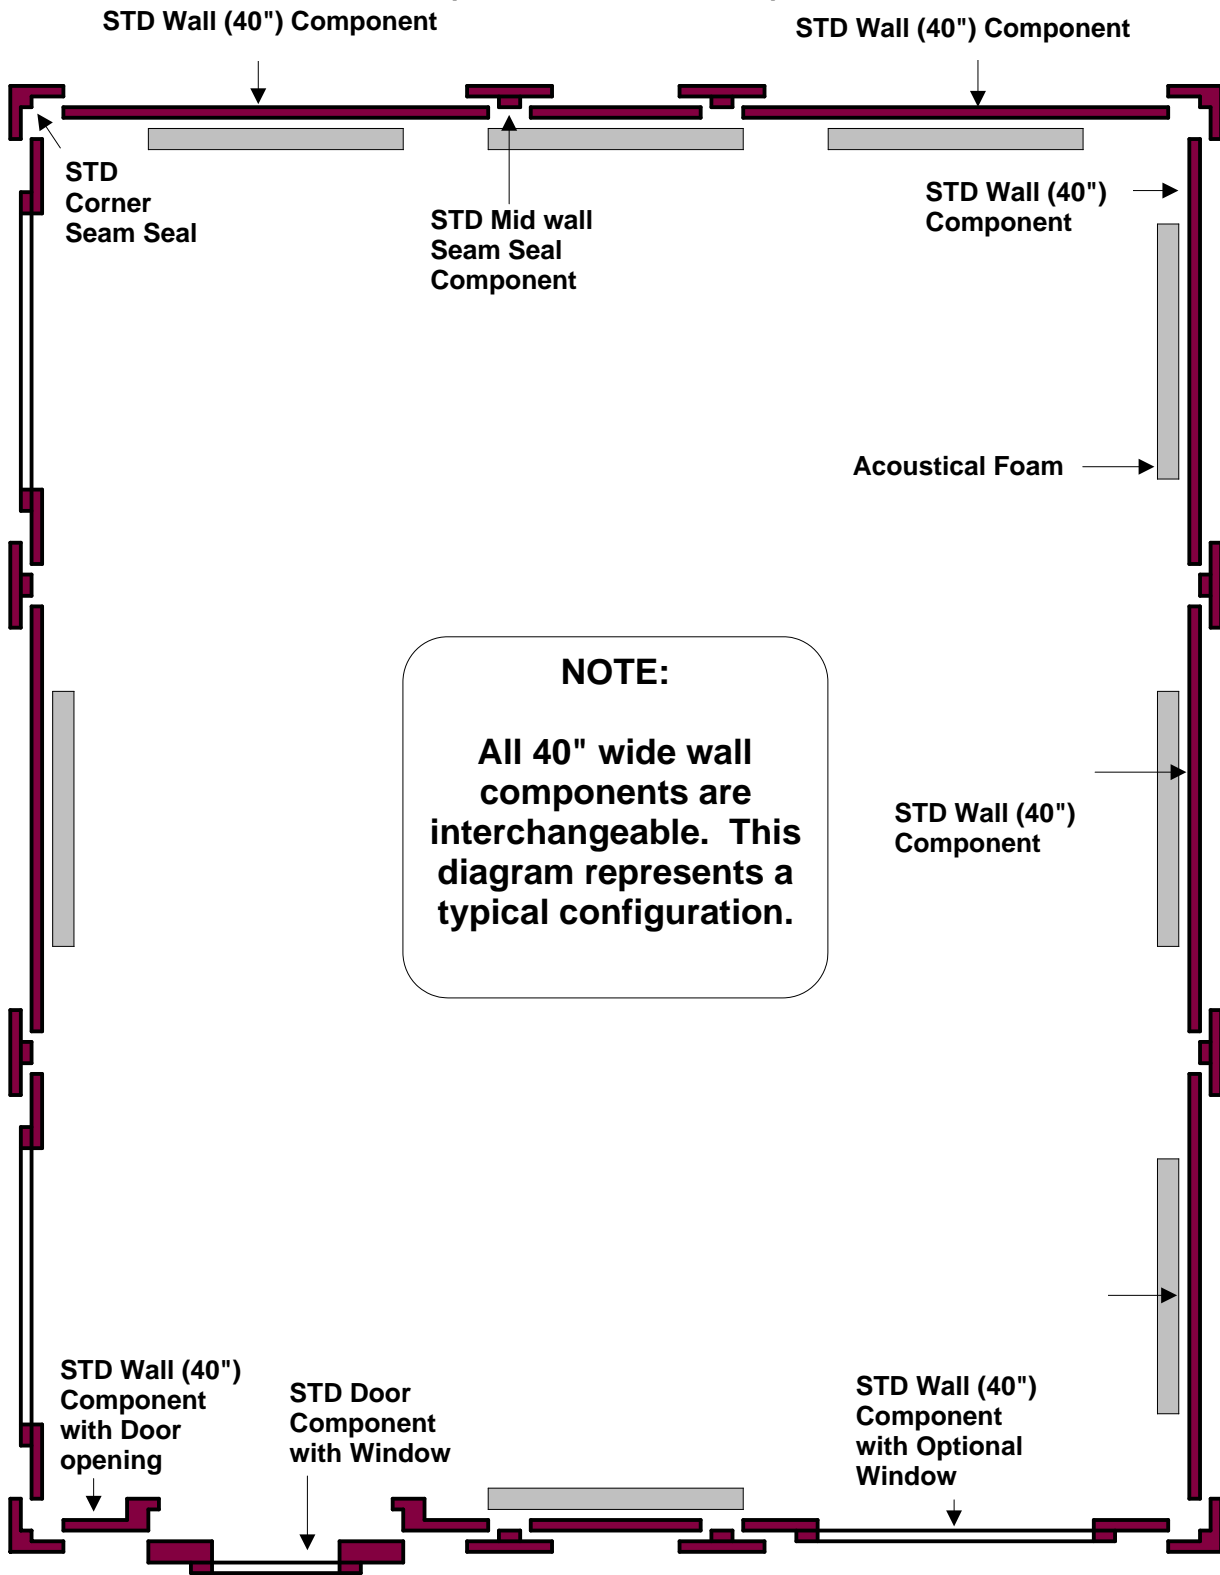 STD Wall (40") Component
STD Wall (40") Component
STD
Corner
Seam Seal
STD Mid wall
Seam Seal
Component
STD Wall (40")
Component
Acoustical Foam
NOTE:
All 40" wide wall
components are
interchangeable.  This
diagram represents a
typical configuration.
STD Wall (40")
Component
STD Wall (40")
Component
with Door
opening
STD Door
Component
with Window
STD Wall (40")
Component
with Optional
Window